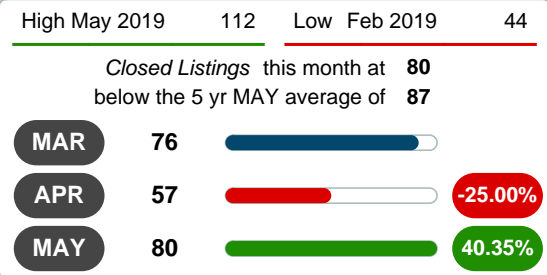 High May 2019 112 Low Feb 2019 44
Closed Listings this month at 80
below the 5 yr MAY average of 87
MAR 76
APR 57 -25.00%
MAY 80 40.35%